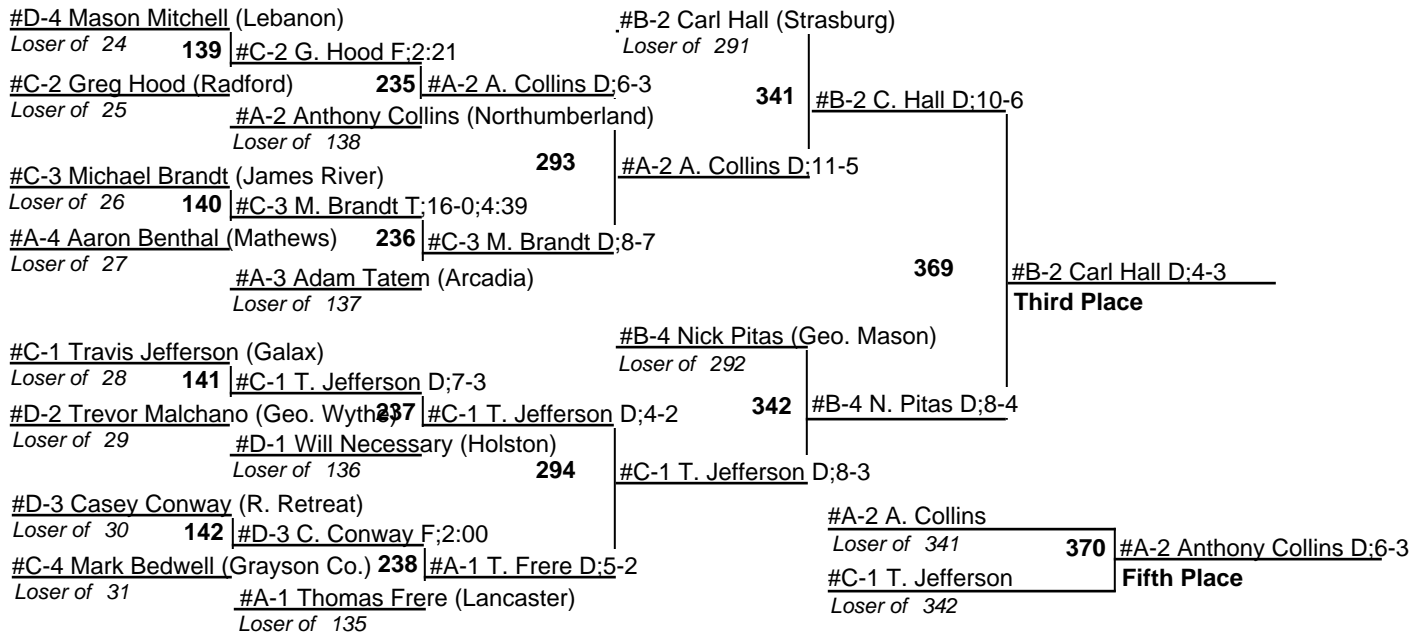 #D-4 Mason Mitchell (Lebanon)
Loser of 24
139
#C-2 G. Hood F;2:21
#C-2 Greg Hood (Radford)
Loser of 25
235
#A-2 A. Collins D;6-3
#A-2 Anthony Collins (Northumberland)
Loser of 138
293
#A-2 A. Collins D;11-5
#C-3 Michael Brandt (James River)
Loser of 26
140
#C-3 M. Brandt T;16-0;4:39
#A-4 Aaron Benthal (Mathews)
Loser of 27
236
#C-3 M. Brandt D;8-7
#A-3 Adam Tatem (Arcadia)
Loser of 137
#B-2 Carl Hall (Strasburg)
Loser of 291
341
#B-2 C. Hall D;10-6
369
#B-2 Carl Hall D;4-3
Third Place
#C-1 Travis Jefferson (Galax)
Loser of 28
141
#C-1 T. Jefferson D;7-3
#D-2 Trevor Malchano (Geo. Wythe)
Loser of 29
237
#C-1 T. Jefferson D;4-2
#D-1 Will Necessary (Holston)
Loser of 136
294
#C-1 T. Jefferson D;8-3
#D-3 Casey Conway (R. Retreat)
Loser of 30
142
#D-3 C. Conway F;2:00
#C-4 Mark Bedwell (Grayson Co.)
Loser of 31
238
#A-1 T. Frere D;5-2
#A-1 Thomas Frere (Lancaster)
Loser of 135
#B-4 Nick Pitas (Geo. Mason)
Loser of 292
342
#B-4 N. Pitas D;8-4
#A-2 A. Collins
Loser of 341
370
#A-2 Anthony Collins D;6-3
#C-1 T. Jefferson
Fifth Place
Loser of 342